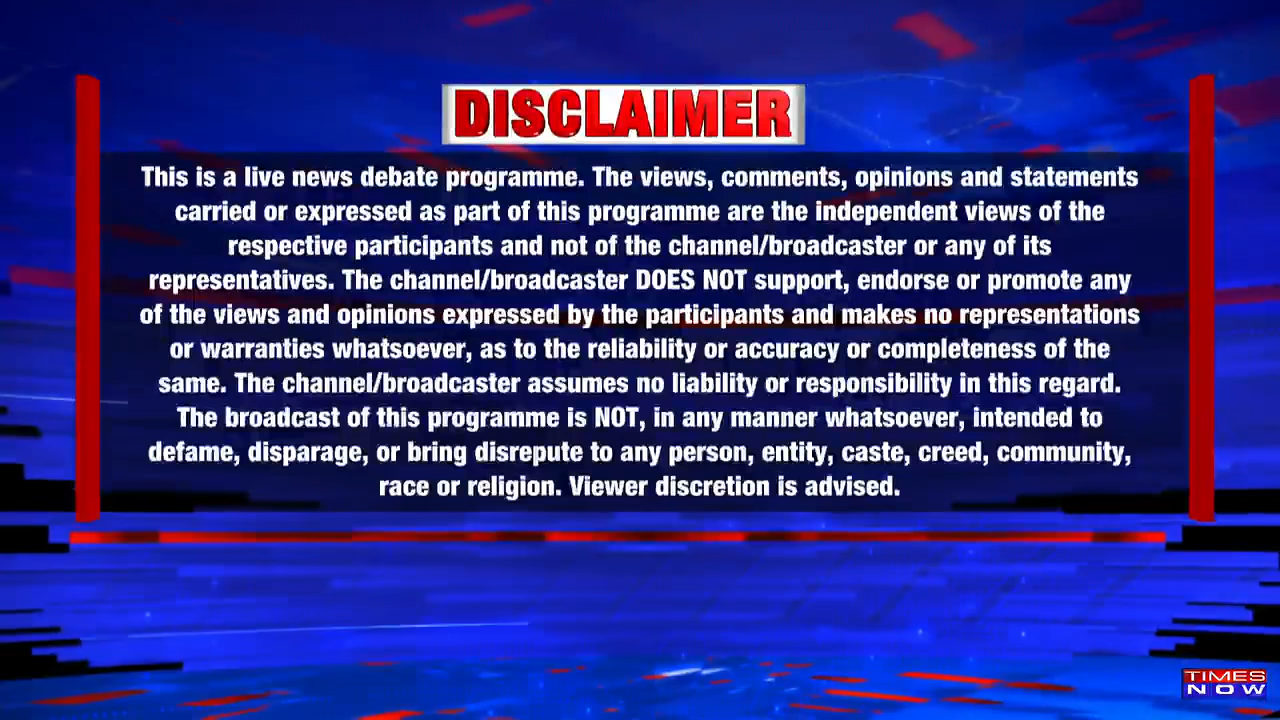 DISCLAIMER
This is a live news debate programme. The views, comments, opinions and statements
carried or expressed as part of this programme are the independent views of the
respective participants and not of the channel/broadcaster or any of its
representatives. The channel/broadcaster DOES NOT support, endorse or promote any
of the views and opinions expressed by the participants and makes no representations
or warranties whatsoever, as to the reliability or accuracy or completeness of the
same. The channel/broadcaster assumes no liability or responsibility in this regard.
The broadcast of this programme is NOT, in any manner whatsoever, intended to
defame, disparage, or bring disrepute to any person, entity, caste, creed, community,
race or religion. Viewer discretion is advised.
TIMES
NOW